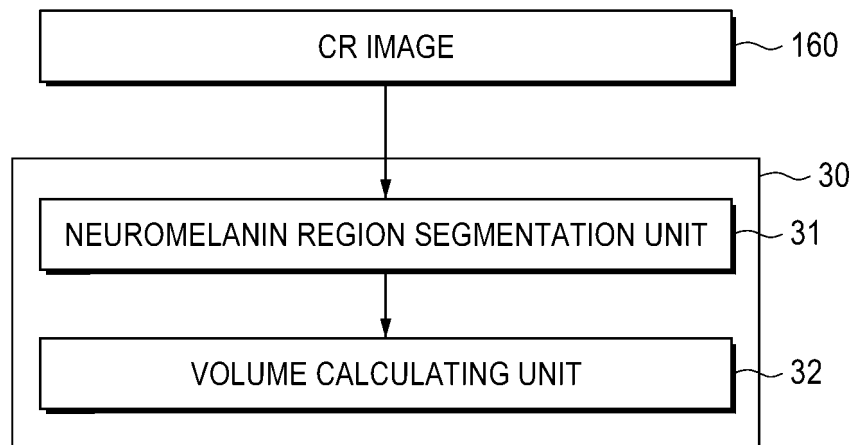 CR IMAGE
160
30
NEUROMELANIN REGION SEGMENTATION UNIT
31
VOLUME CALCULATING UNIT
32